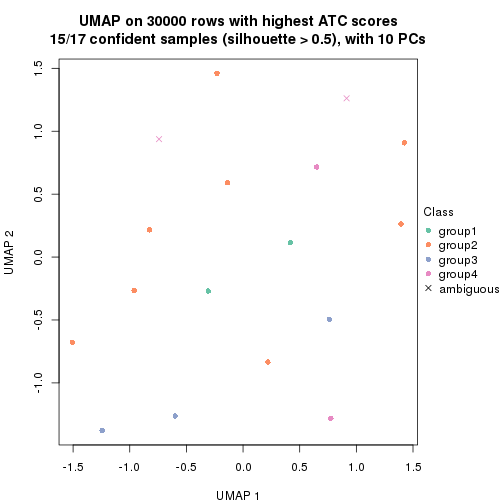 UMAP on 30000 rows with highest ATC scores
15/17 confident samples (silhouette > 0.5), with 10 PCs
UMAP 2
1.5
1.0
0.5
0.0
-0.5
-1.0
-1.5
-1.0
-0.5
0.0
0.5
1.0
1.5
UMAP 1
Class
group1
group2
group3
group4
ambiguous